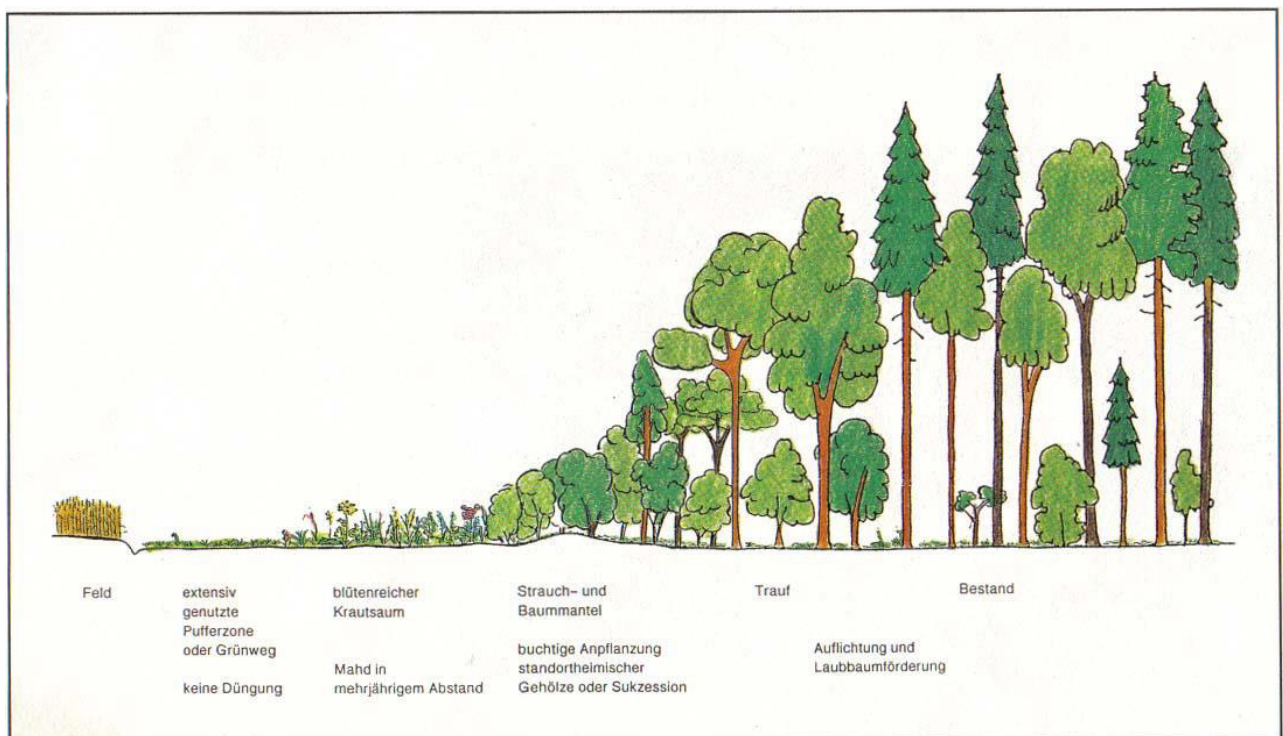 Feld
extensiv
genutzte
Pufferzone
oder Grünweg
keine Düngung
blütenreicher
Krautsaum
Mahd in
mehrjährigem Abstand
Strauch- und
Baummantel
buchtige Anpflanzung
standortheimischer
Gehölze oder Sukzession
Trauf
Bestand
Auflichtung und
Laubbaumförderung